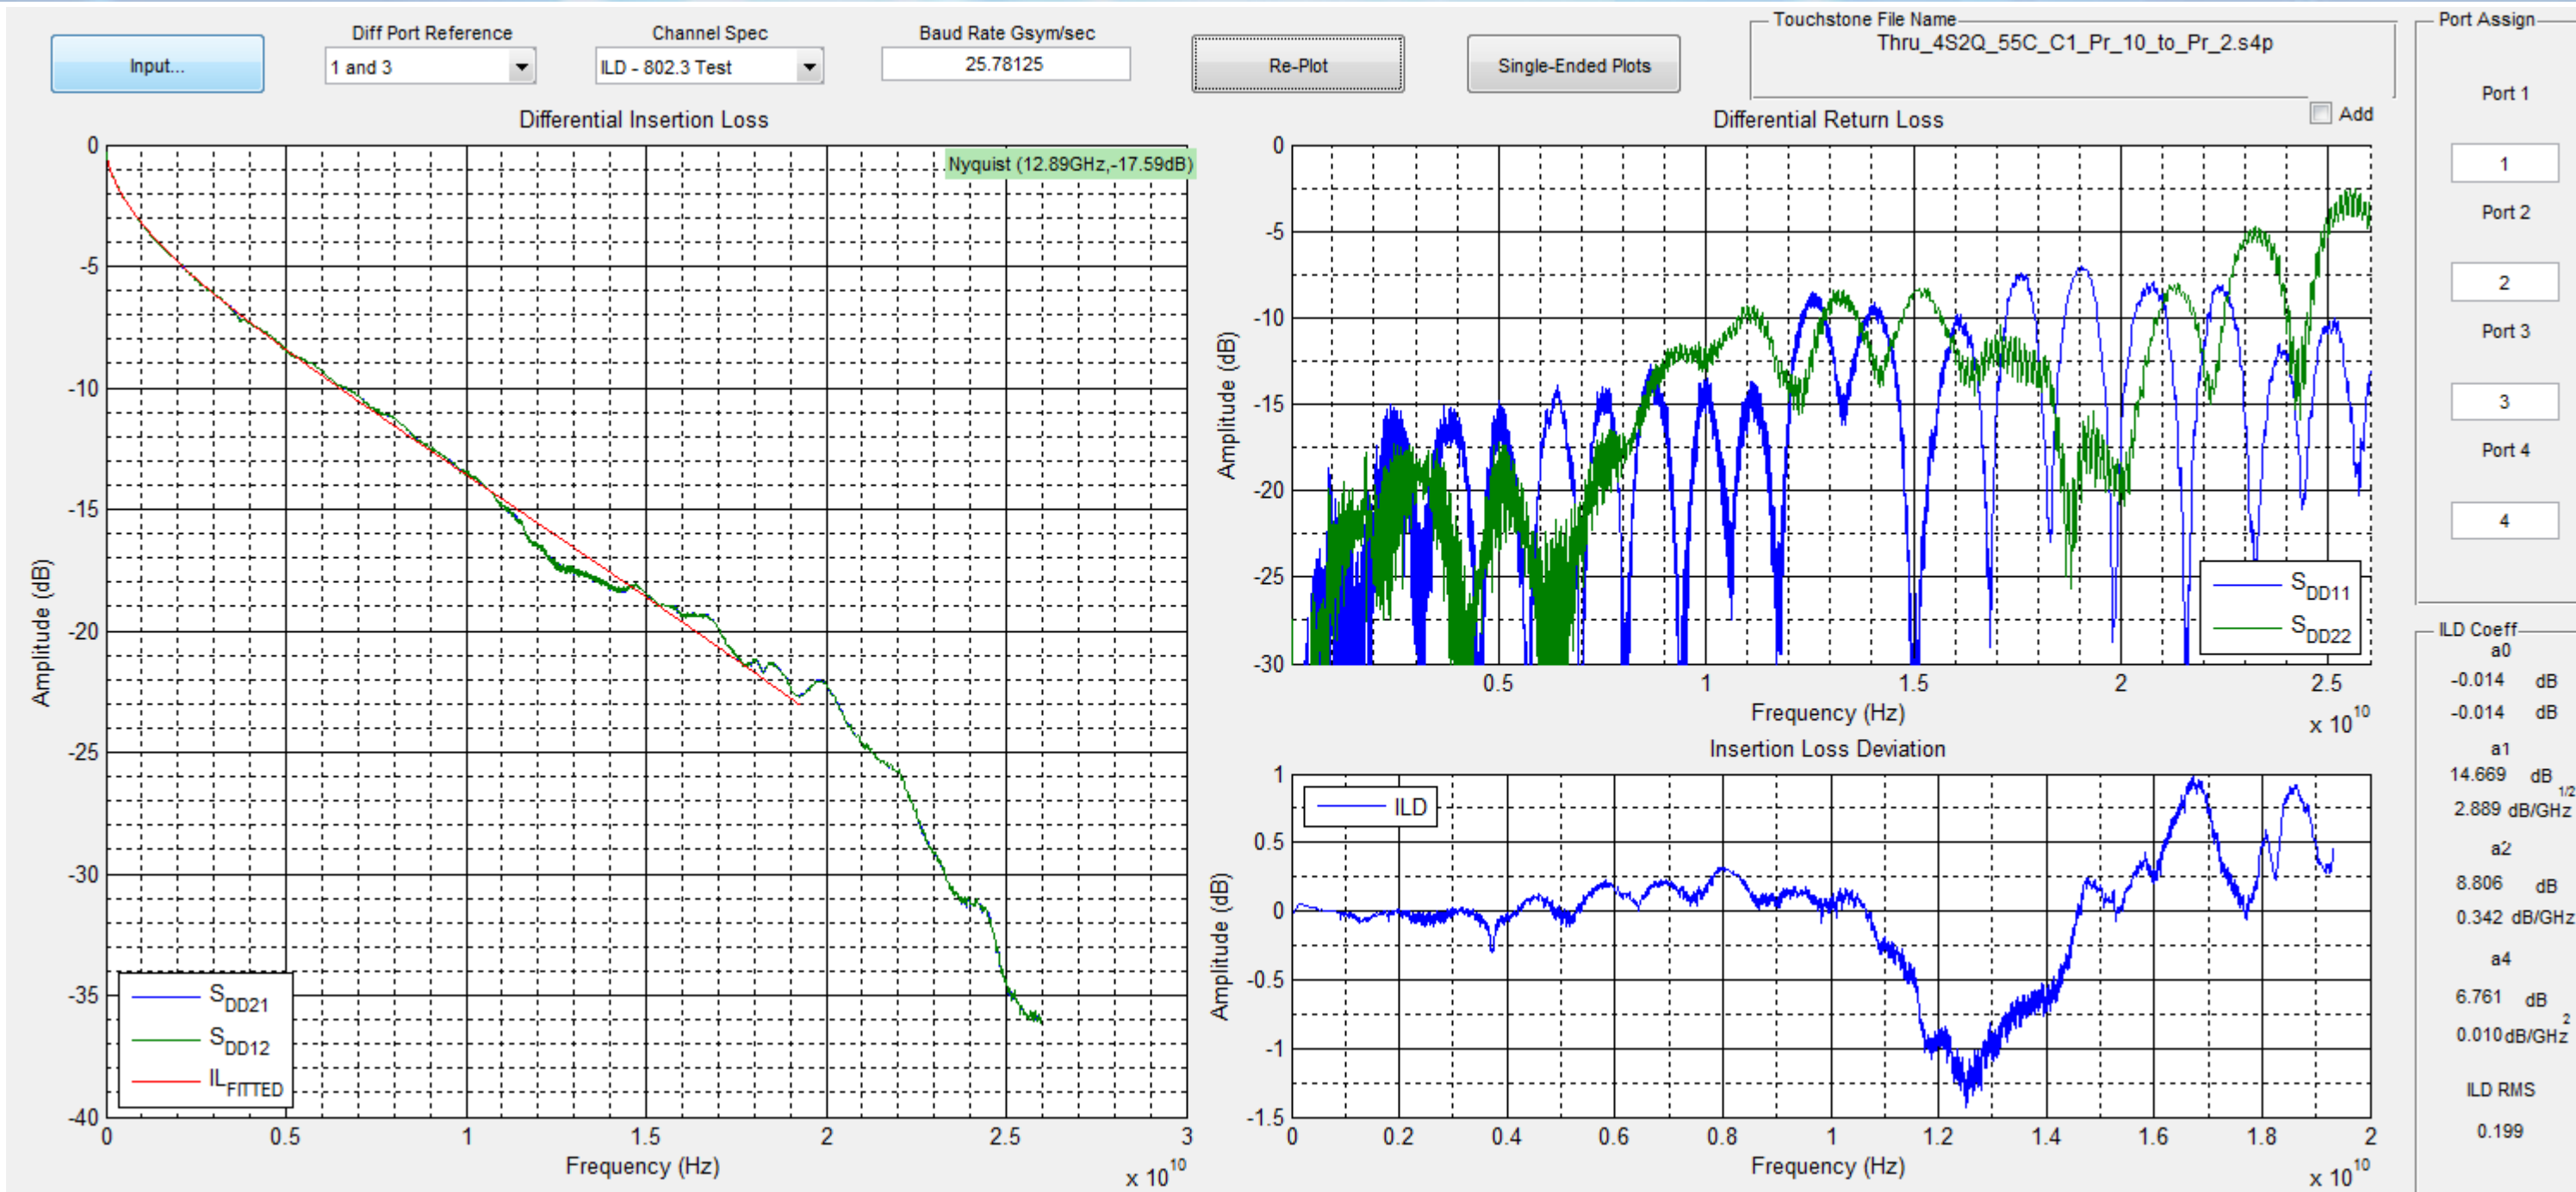 Input...
Diff Port Reference
1 and 3
Channel Spec
ILD - 802.3 Test
Baud Rate Gsym/sec
25.78125
Re-Plot
Single-Ended Plots
Touchstone File Name
Thru_4S2Q_55C_C1_Pr_10_to_Pr_2.s4p
Add
Port Assign
Port 1
1
Port 2
2
Port 3
3
Port 4
4
Differential Insertion Loss
Nyquist (12.89GHz,-17.59dB)
Amplitude (dB)
0
-5
-10
-15
-20
-25
-30
-35
-40
S DD21
S DD12
IL FITTED
0 0.5 1 1.5 2 2.5 3
Frequency (Hz)
x 10^10
Differential Return Loss
Amplitude (dB)
0
-5
-10
-15
-20
-25
-30
S DD11
S DD22
0.5 1 1.5 2 2.5
Frequency (Hz)
x 10^10
Insertion Loss Deviation
Amplitude (dB)
1
0.5
0
-0.5
-1
-1.5
ILD
0 0.2 0.4 0.6 0.8 1 1.2 1.4 1.6 1.8 2
Frequency (Hz)
x 10^10
ILD Coeff
a0
-0.014 dB
-0.014 dB
a1
14.669 dB
2.889 dB/GHz^1/2
a2
8.806 dB
0.342 dB/GHz
a4
6.761 dB
0.010 dB/GHz^2
ILD RMS
0.199